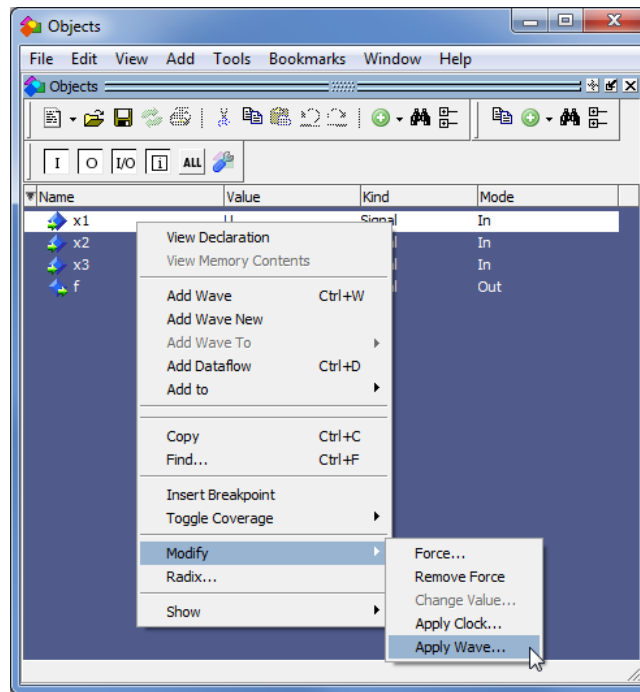 Objects
File Edit View Add Tools Bookmarks Window Help
Objects
I O I/O i ALL
Name Value Kind Mode
x1 U Signal In
x2 In
x3 In
f Out
View Declaration
View Memory Contents
Add Wave Ctrl+W
Add Wave New
Add Wave To
Add Dataflow Ctrl+D
Add to
Copy Ctrl+C
Find... Ctrl+F
Insert Breakpoint
Toggle Coverage
Modify
Radix...
Show
Force...
Remove Force
Change Value...
Apply Clock...
Apply Wave...